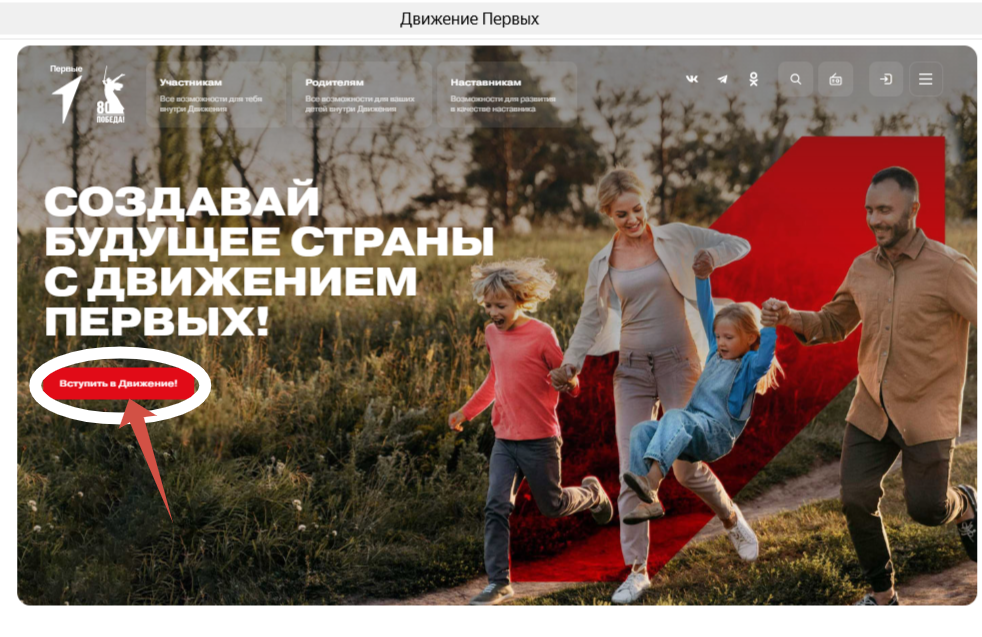 Движение Первых
Первые
80
ПОБЕДА!
Участникам
Все возможности для тебя
внутри Движения
Родителям
Все возможности для ваших
детей внутри Движения
Наставникам
Возможности для развития
в качестве наставника
СОЗДАВАЙ
БУДУЩЕЕ СТРАНЫ
С ДВИЖЕНИЕМ
ПЕРВЫХ!
Вступить в Движение!